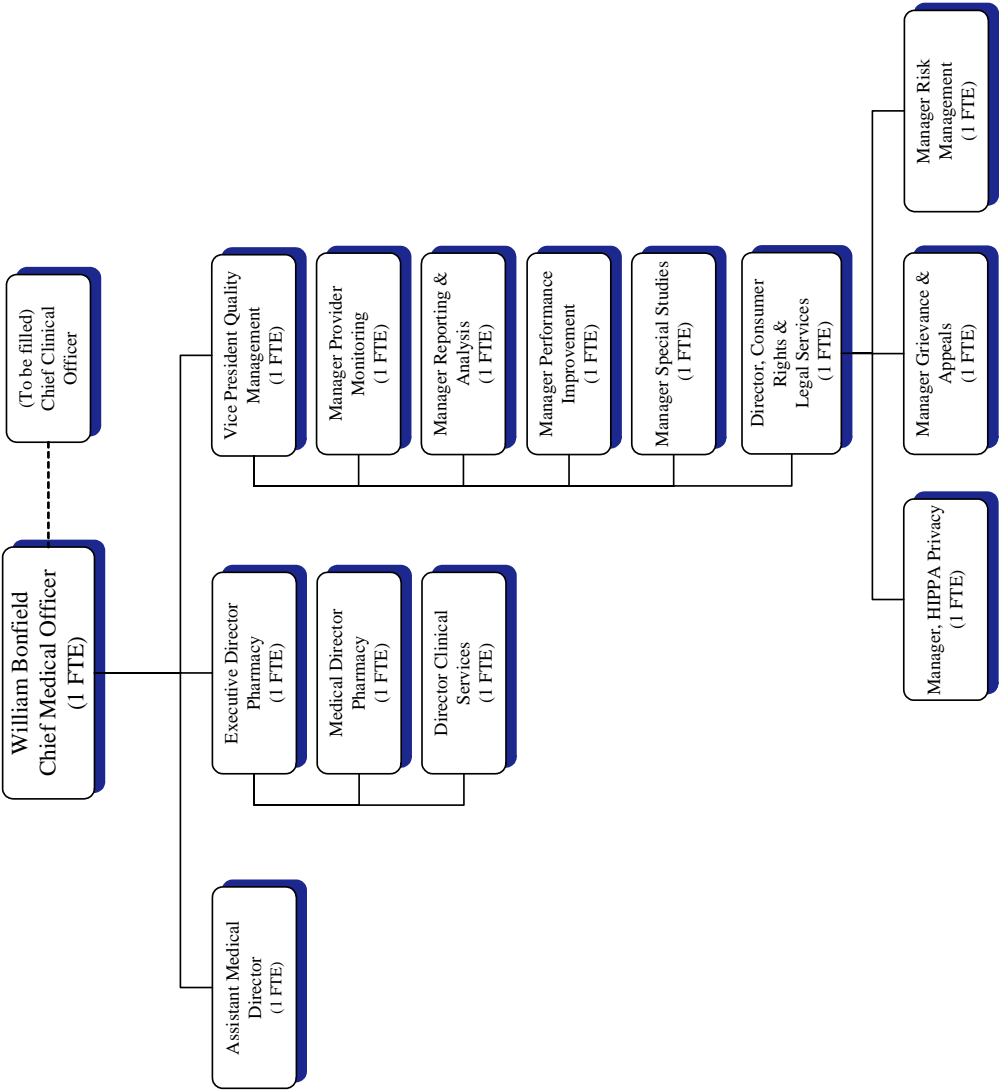 William Bonfield
Chief Medical Officer
(1 FTE)
(To be filled)
Chief Clinical
Officer
Assistant Medical
Director
(1 FTE)
Executive Director
Pharmacy
(1 FTE)
Medical Director
Pharmacy
(1 FTE)
Director Clinical
Services
(1 FTE)
Vice President Quality
Management
(1 FTE)
Manager Provider
Monitoring
(1 FTE)
Manager Reporting &
Analysis
(1 FTE)
Manager Performance
Improvement
(1 FTE)
Manager Special Studies
(1 FTE)
Director, Consumer
Rights &
Legal Services
(1 FTE)
Manager, HIPPA Privacy
(1 FTE)
Manager Grievance &
Appeals
(1 FTE)
Manager Risk
Management
(1 FTE)